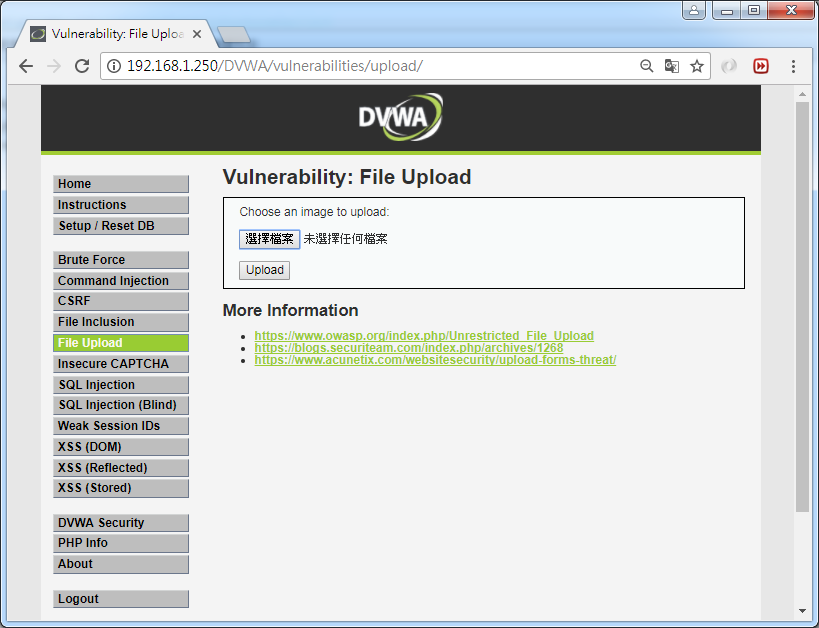 Vulnerability: File Uploa
192.168.1.250/DVWA/vulnerabilities/upload/
DVWA
Home
Instructions
Setup / Reset DB
Brute Force
Command Injection
CSRF
File Inclusion
File Upload
Insecure CAPTCHA
SQL Injection
SQL Injection (Blind)
Weak Session IDs
XSS (DOM)
XSS (Reflected)
XSS (Stored)
DVWA Security
PHP Info
About
Logout
Vulnerability: File Upload
Choose an image to upload:
選擇檔案 未選擇任何檔案
Upload
More Information
https://www.owasp.org/index.php/Unrestricted_File_Upload
https://blogs.securiteam.com/index.php/archives/1268
https://www.acunetix.com/websitesecurity/upload-forms-threat/